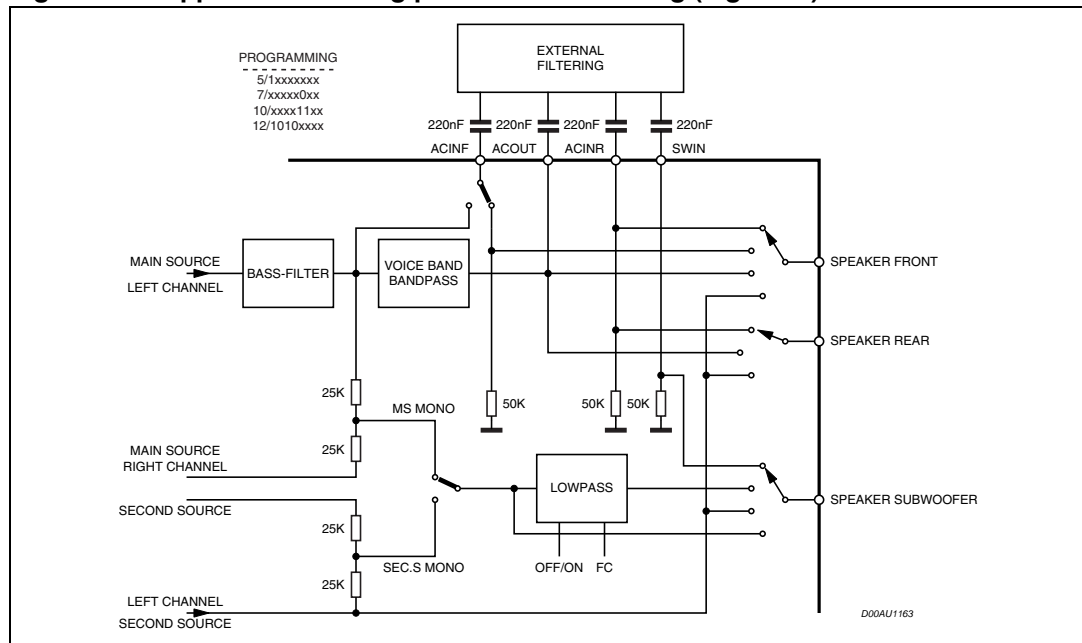 EXTERNAL
FILTERING
PROGRAMMING
5/1xxxxxxx
7/xxxxx0xx
10/xxxx11xx
12/1010xxxx
220nF
220nF
220nF
220nF
ACINF
ACOUT
ACINR
SWIN
MAIN SOURCE
LEFT CHANNEL
BASS-FILTER
VOICE BAND
BANDPASS
SPEAKER FRONT
SPEAKER REAR
25K
MS MONO
50K
50K
50K
25K
MAIN SOURCE
RIGHT CHANNEL
LOWPASS
SECOND SOURCE
SPEAKER SUBWOOFER
25K
SEC.S MONO
OFF/ON
FC
25K
LEFT CHANNEL
SECOND SOURCE
D00AU1163